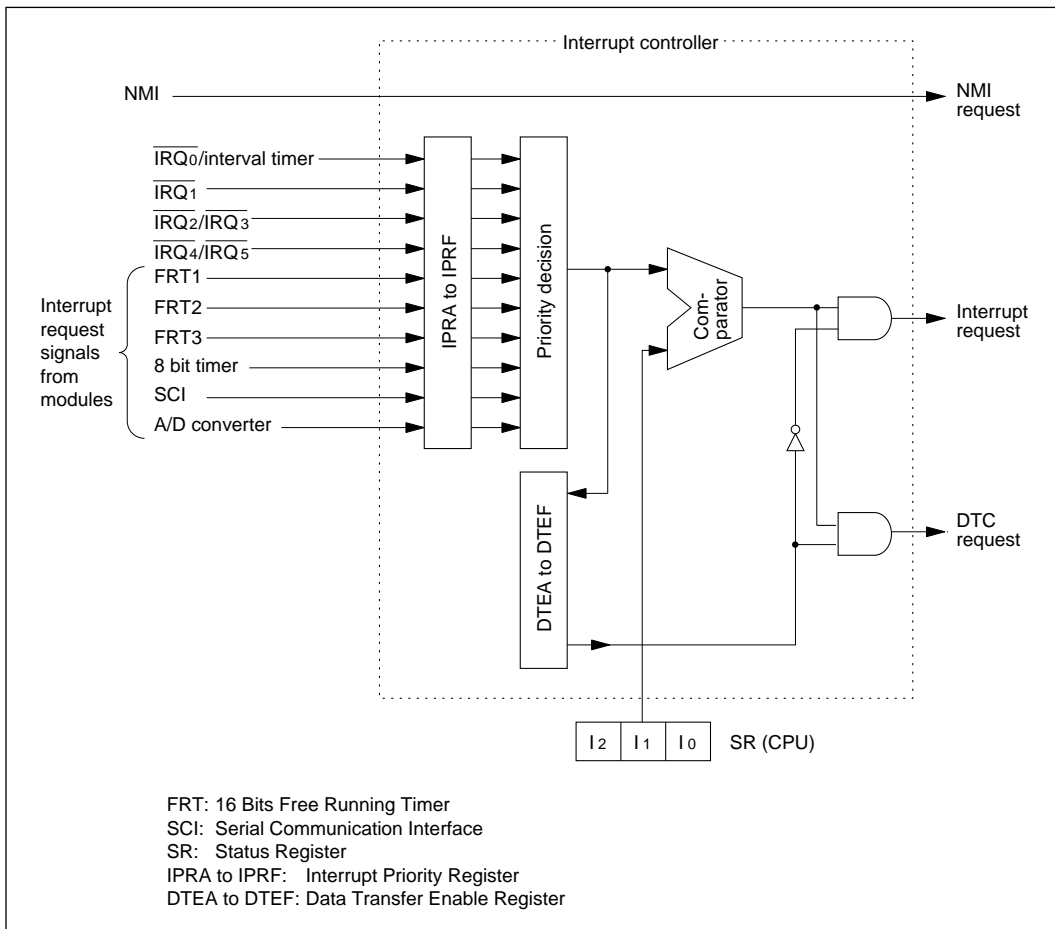 Interrupt controller
NMI
NMI
request
IRQ0/interval timer
IRQ1
IRQ2/IRQ3
IRQ4/IRQ5
Interrupt
request
signals
from
modules
FRT1
FRT2
FRT3
8 bit timer
SCI
A/D converter
IPRA to IPRF
Priority decision
Com-
parator
Interrupt
request
DTEA to DTEF
DTC
request
I2 I1 I0 SR (CPU)
FRT: 16 Bits Free Running Timer
SCI: Serial Communication Interface
SR: Status Register
IPRA to IPRF: Interrupt Priority Register
DTEA to DTEF: Data Transfer Enable Register